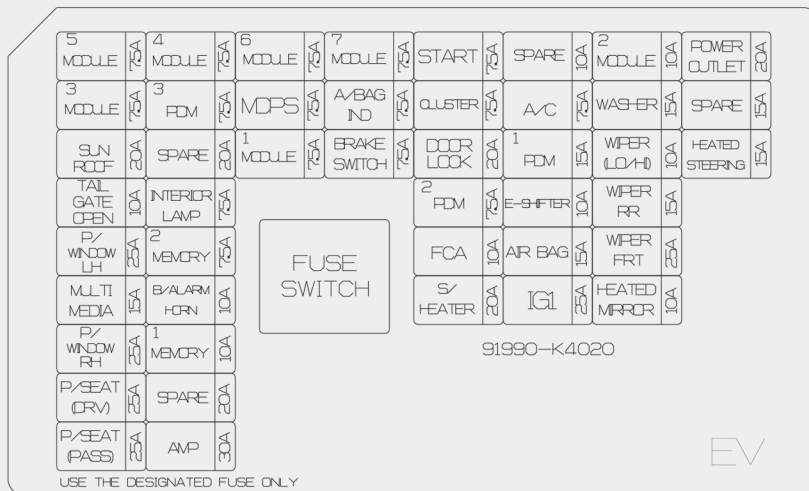 5 MODULE 7.5A 4 MODULE 7.5A 6 MODULE 7.5A 7 MODULE 7.5A START 7.5A SPARE 10A 2 MODULE 10A POWER OUTLET 20A
3 MODULE 7.5A 3 PDM 7.5A MDPS 7.5A A/BAG IND 7.5A CLUSTER 7.5A A/C 7.5A WASHER 15A SPARE 15A
SUN ROOF 20A SPARE 20A 1 MODULE 7.5A BRAKE SWITCH 7.5A DOOR LOCK 20A 1 PDM 15A WIPER (LO/HI) 10A HEATED STEERING 15A
TAIL GATE OPEN 10A INTERIOR LAMP 7.5A 2 PDM 7.5A E-SHIFTER 10A WIPER RR 15A
P/WINDOW LH 25A 2 MEMORY 7.5A FUSE SWITCH FCA 10A AIR BAG 15A WIPER FRT 25A
MULTI MEDIA 15A B/ALARM HORN 10A S/HEATER 20A IG1 25A HEATED MIRROR 10A
P/WINDOW RH 25A 1 MEMORY 10A
91990-K4020
P/SEAT (DRV) 25A SPARE 20A
P/SEAT (PASS) 25A AMP 30A
EV
USE THE DESIGNATED FUSE ONLY